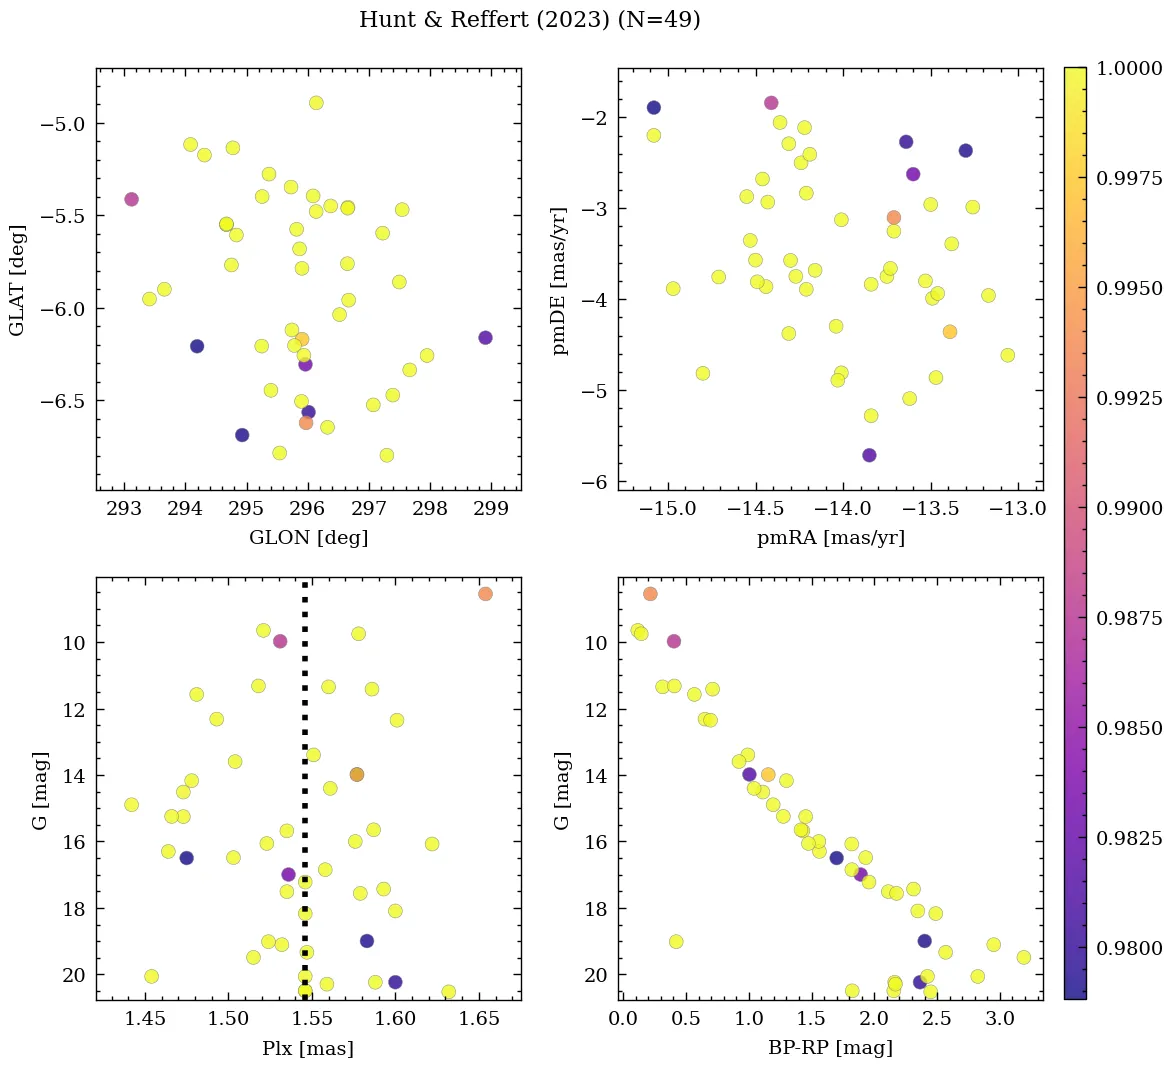 Hunt & Reffert (2023) (N=49)
−5.0
−5.5
−6.0
−6.5
GLAT [deg]
293 294 295 296 297 298 299
GLON [deg]
−2
−3
−4
−5
−6
pmDE [mas/yr]
−15.0 −14.5 −14.0 −13.5 −13.0
pmRA [mas/yr]
10
12
14
16
18
20
G [mag]
1.45 1.50 1.55 1.60 1.65
Plx [mas]
10
12
14
16
18
20
G [mag]
0.0 0.5 1.0 1.5 2.0 2.5 3.0
BP-RP [mag]
1.0000
0.9975
0.9950
0.9925
0.9900
0.9875
0.9850
0.9825
0.9800